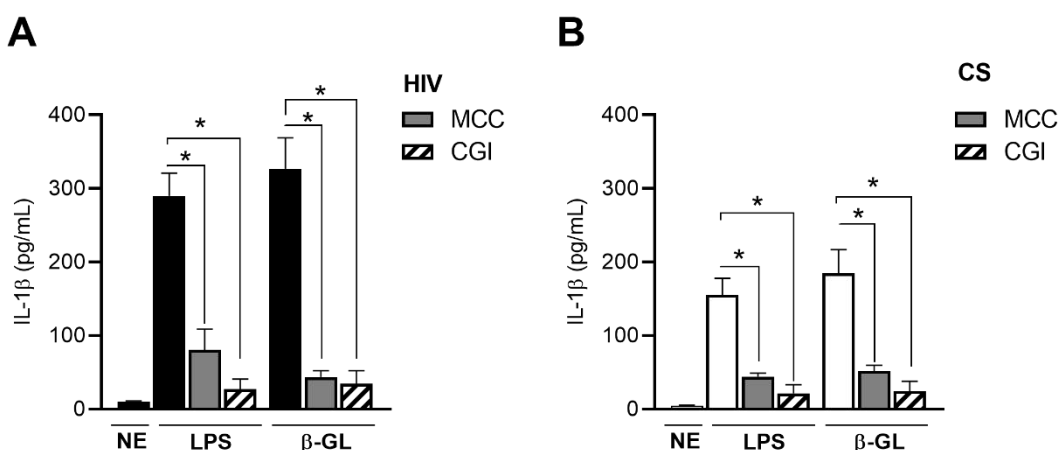 A
HIV
MCC
CGI
IL-1β (pg/mL)
400
300
200
100
0
*
*
*
*
NE
LPS
β-GL
B
CS
MCC
CGI
IL-1β (pg/mL)
400
300
200
100
0
*
*
*
*
NE
LPS
β-GL